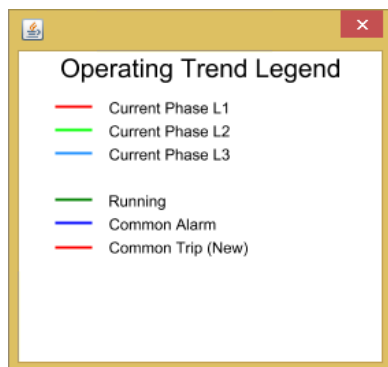 Operating Trend Legend
Current Phase L1
Current Phase L2
Current Phase L3
Running
Common Alarm
Common Trip (New)